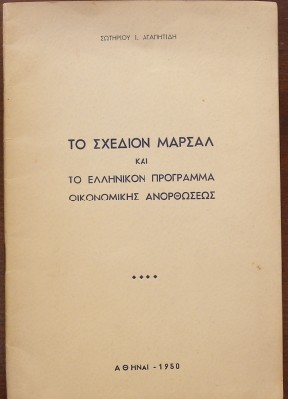 ΣΩΤΗΡΙΟΥ Ι. ΑΓΑΠΗΤΙΔΗ
ΤΟ ΣΧΕΔΙΟΝ ΜΑΡΣΑΛ
ΚΑΙ
ΤΟ ΕΛΛΗΝΙΚΟΝ ΠΡΟΓΡΑΜΜΑ
ΟΙΚΟΝΟΜΙΚΗΣ ΑΝΟΡΘΩΣΕΩΣ
ΑΘΗΝΑΙ - 1950